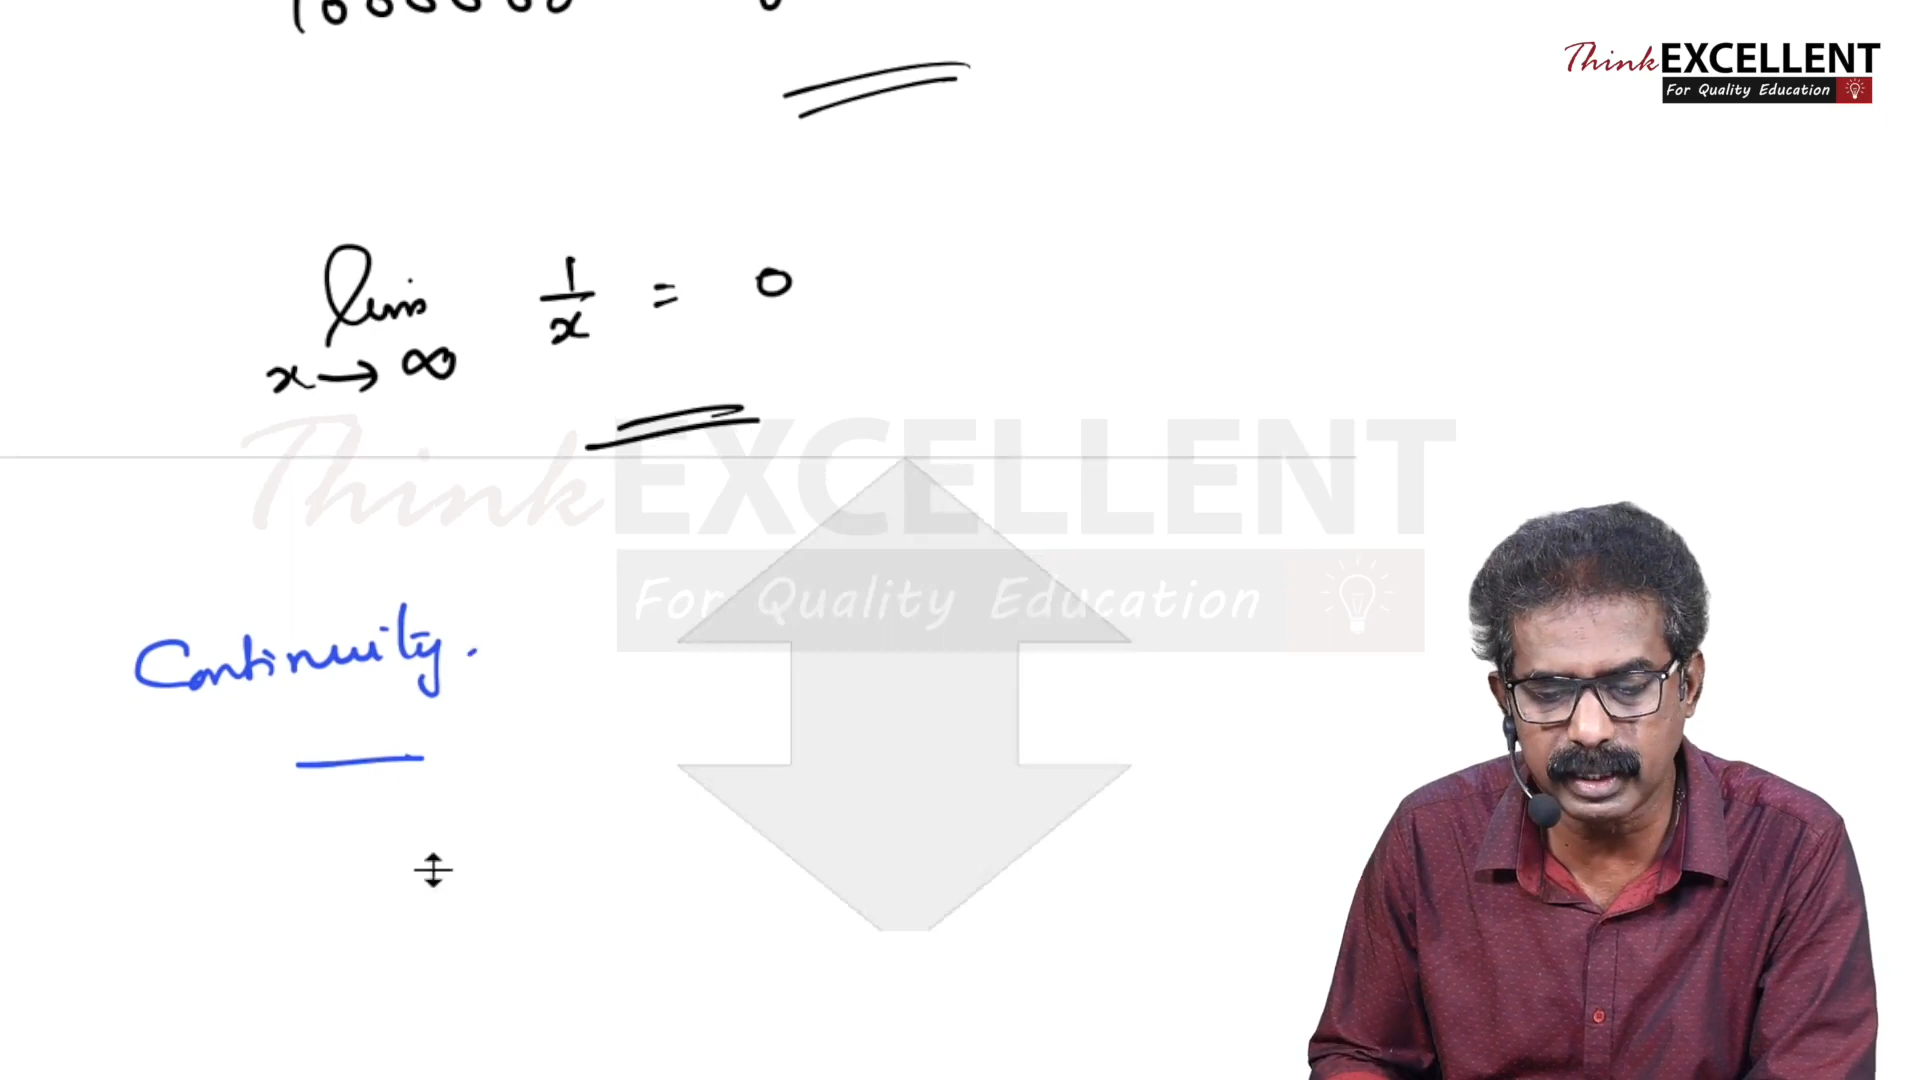 Think EXCELLENT
For Quality Education
lim 1/x = 0
x → ∞
Think EXCELLENT
For Quality Education
Continuity.